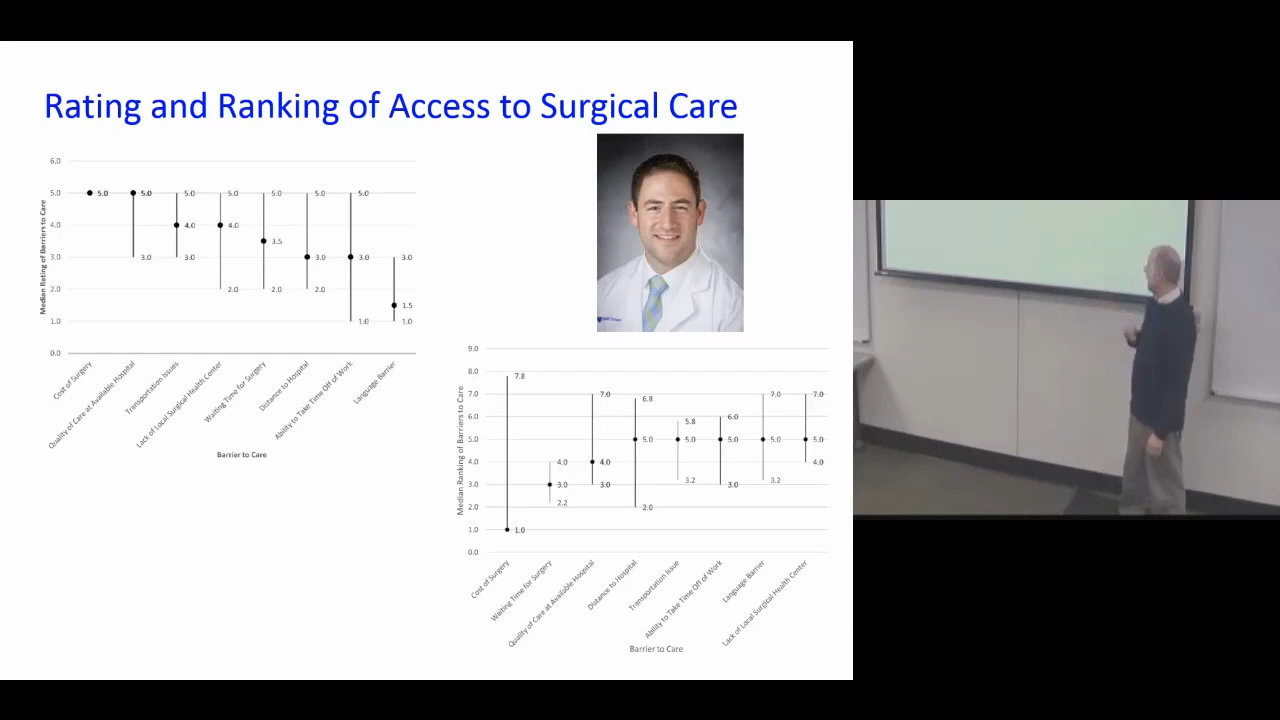 Rating and Ranking of Access to Surgical Care
6.0
5.0
4.0
3.0
2.0
1.0
0.0
Median Rating of Barriers to Care
5.0
5.0
3.0
5.0
4.0
3.0
5.0
4.0
2.0
5.0
3.5
2.0
5.0
3.0
2.0
5.0
3.0
1.0
3.0
1.5
1.0
Cost of Surgery
Quality of Care at Available Hospital
Transportation Issues
Lack of Local Surgical Health Center
Waiting Time for Surgery
Distance to Hospital
Ability to Take Time Off of Work
Language Barrier
Barrier to Care
9.0
8.0
7.0
6.0
5.0
4.0
3.0
2.0
1.0
0.0
Median Ranking of Barriers to Care
7.8
1.0
4.0
3.0
2.2
7.0
4.0
3.0
6.8
5.0
2.0
5.8
5.0
3.2
6.0
5.0
3.0
7.0
5.0
3.2
7.0
5.0
4.0
Cost of Surgery
Waiting Time for Surgery
Quality of Care at Available Hospital
Distance to Hospital
Transportation Issue
Ability to Take Time Off of Work
Language Barrier
Lack of Local Surgical Health Center
Barrier to Care